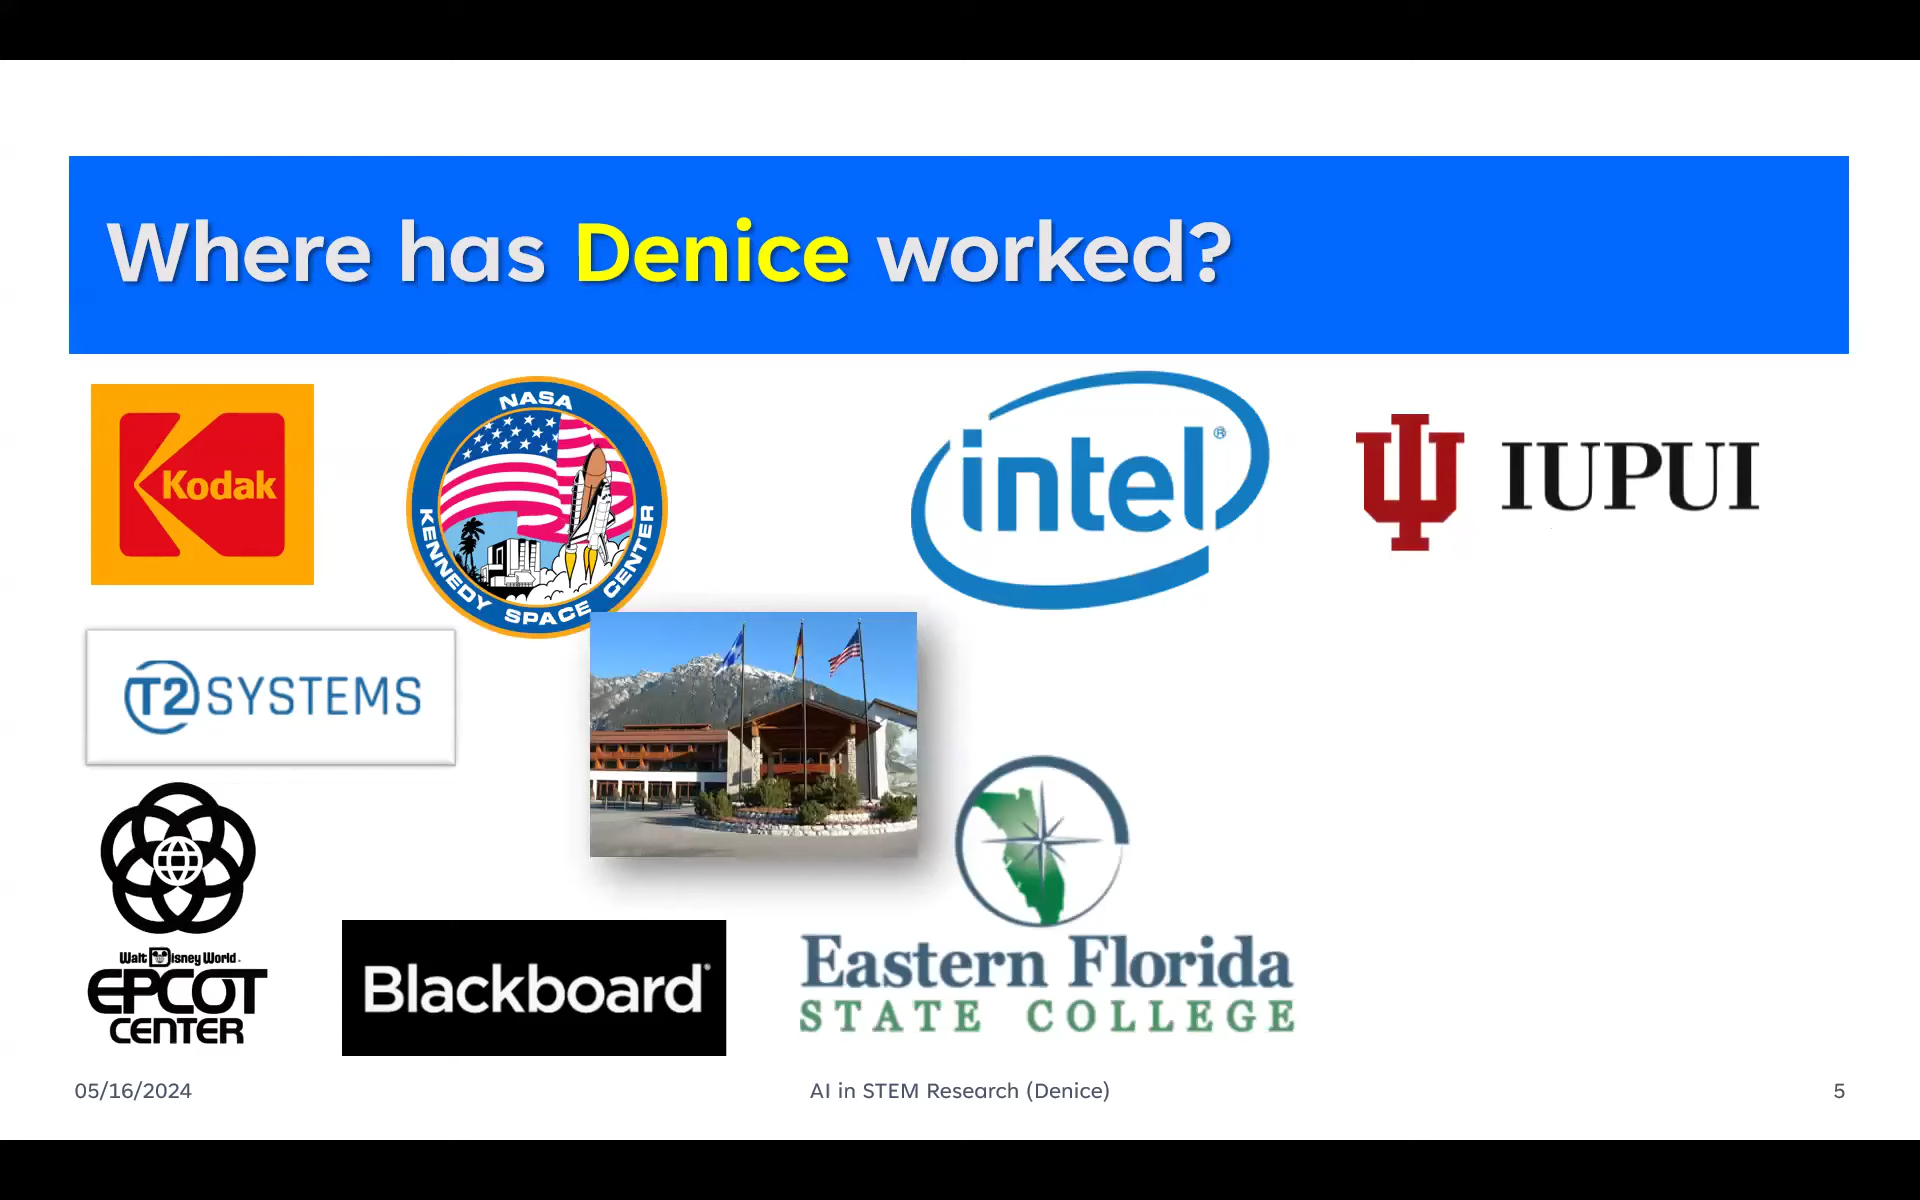 Where has Denice worked?
Kodak
NASA
KENNEDY SPACE CENTER
intel®
IUPUI
T2 SYSTEMS
Walt Disney World
EPCOT
CENTER
Blackboard
Eastern Florida
STATE COLLEGE
05/16/2024
AI in STEM Research (Denice)
5